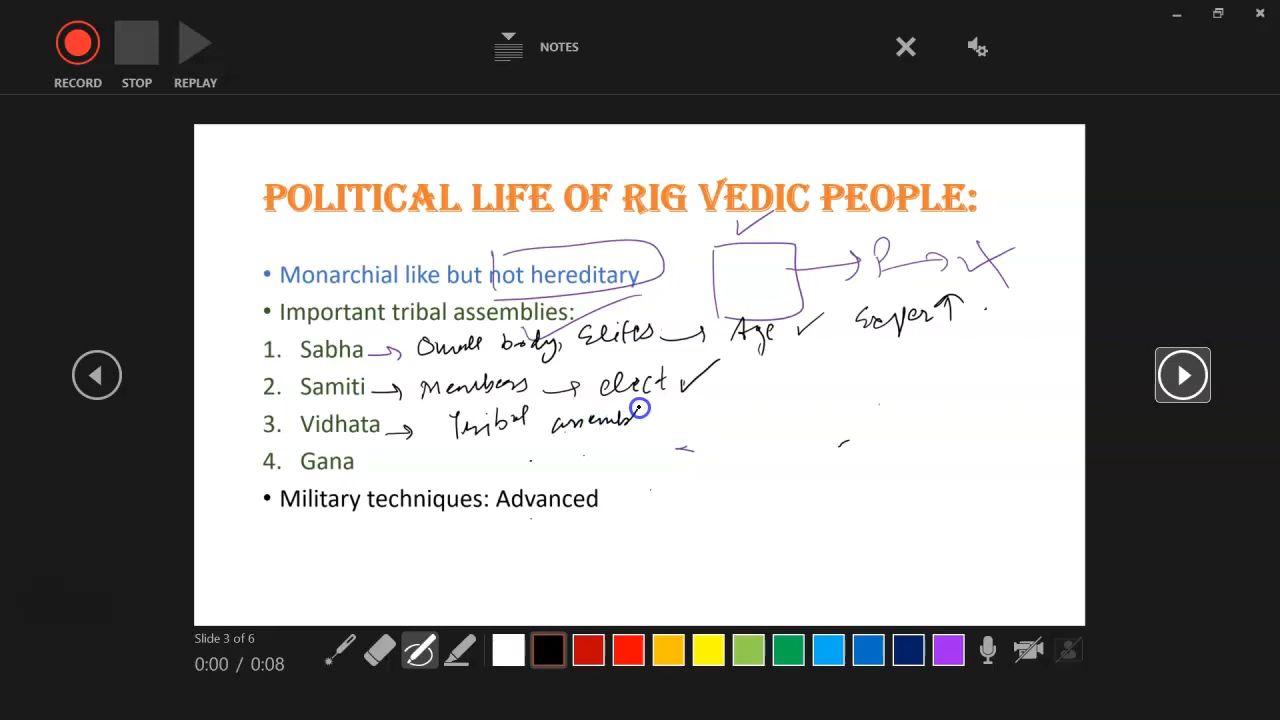 RECORD STOP REPLAY NOTES
POLITICAL LIFE OF RIG VEDIC PEOPLE:
• Monarchial like but not hereditary
P
• Important tribal assemblies:
1. Sabha → Small body, Elites → Age ✓ Exper ↑
2. Samiti → Members → elect ✓
3. Vidhata → Tribal assemb
4. Gana
• Military techniques: Advanced
Slide 3 of 6
0:00 / 0:08